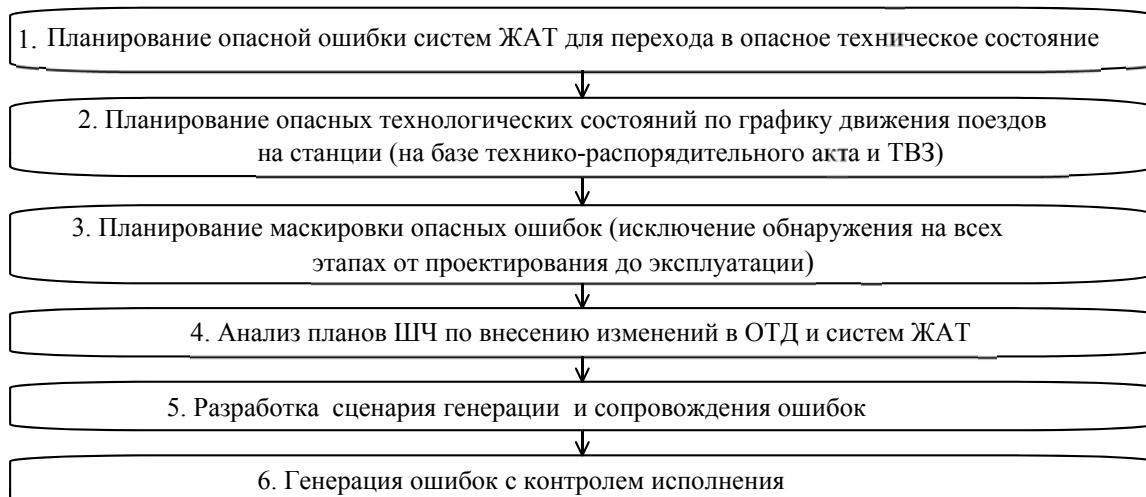 1. Планирование опасной ошибки систем ЖАТ для перехода в опасное техническое состояние
2. Планирование опасных технологических состояний по графику движения поездов
на станции (на базе технико-распорядительного акта и ТВЗ)
3. Планирование маскировки опасных ошибок (исключение обнаружения на всех
этапах от проектирования до эксплуатации)
4. Анализ планов ШЧ по внесению изменений в ОТД и систем ЖАТ
5. Разработка сценария генерации и сопровождения ошибок
6. Генерация ошибок с контролем исполнения